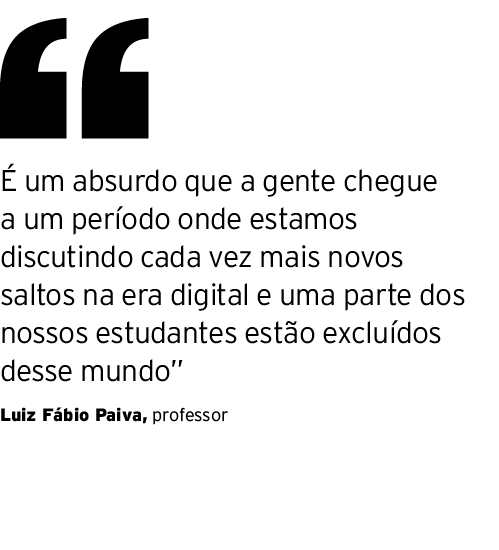 “
É um absurdo que a gente chegue
a um período onde estamos
discutindo cada vez mais novos
saltos na era digital e uma parte dos
nossos estudantes estão excluídos
desse mundo”
Luiz Fábio Paiva, professor